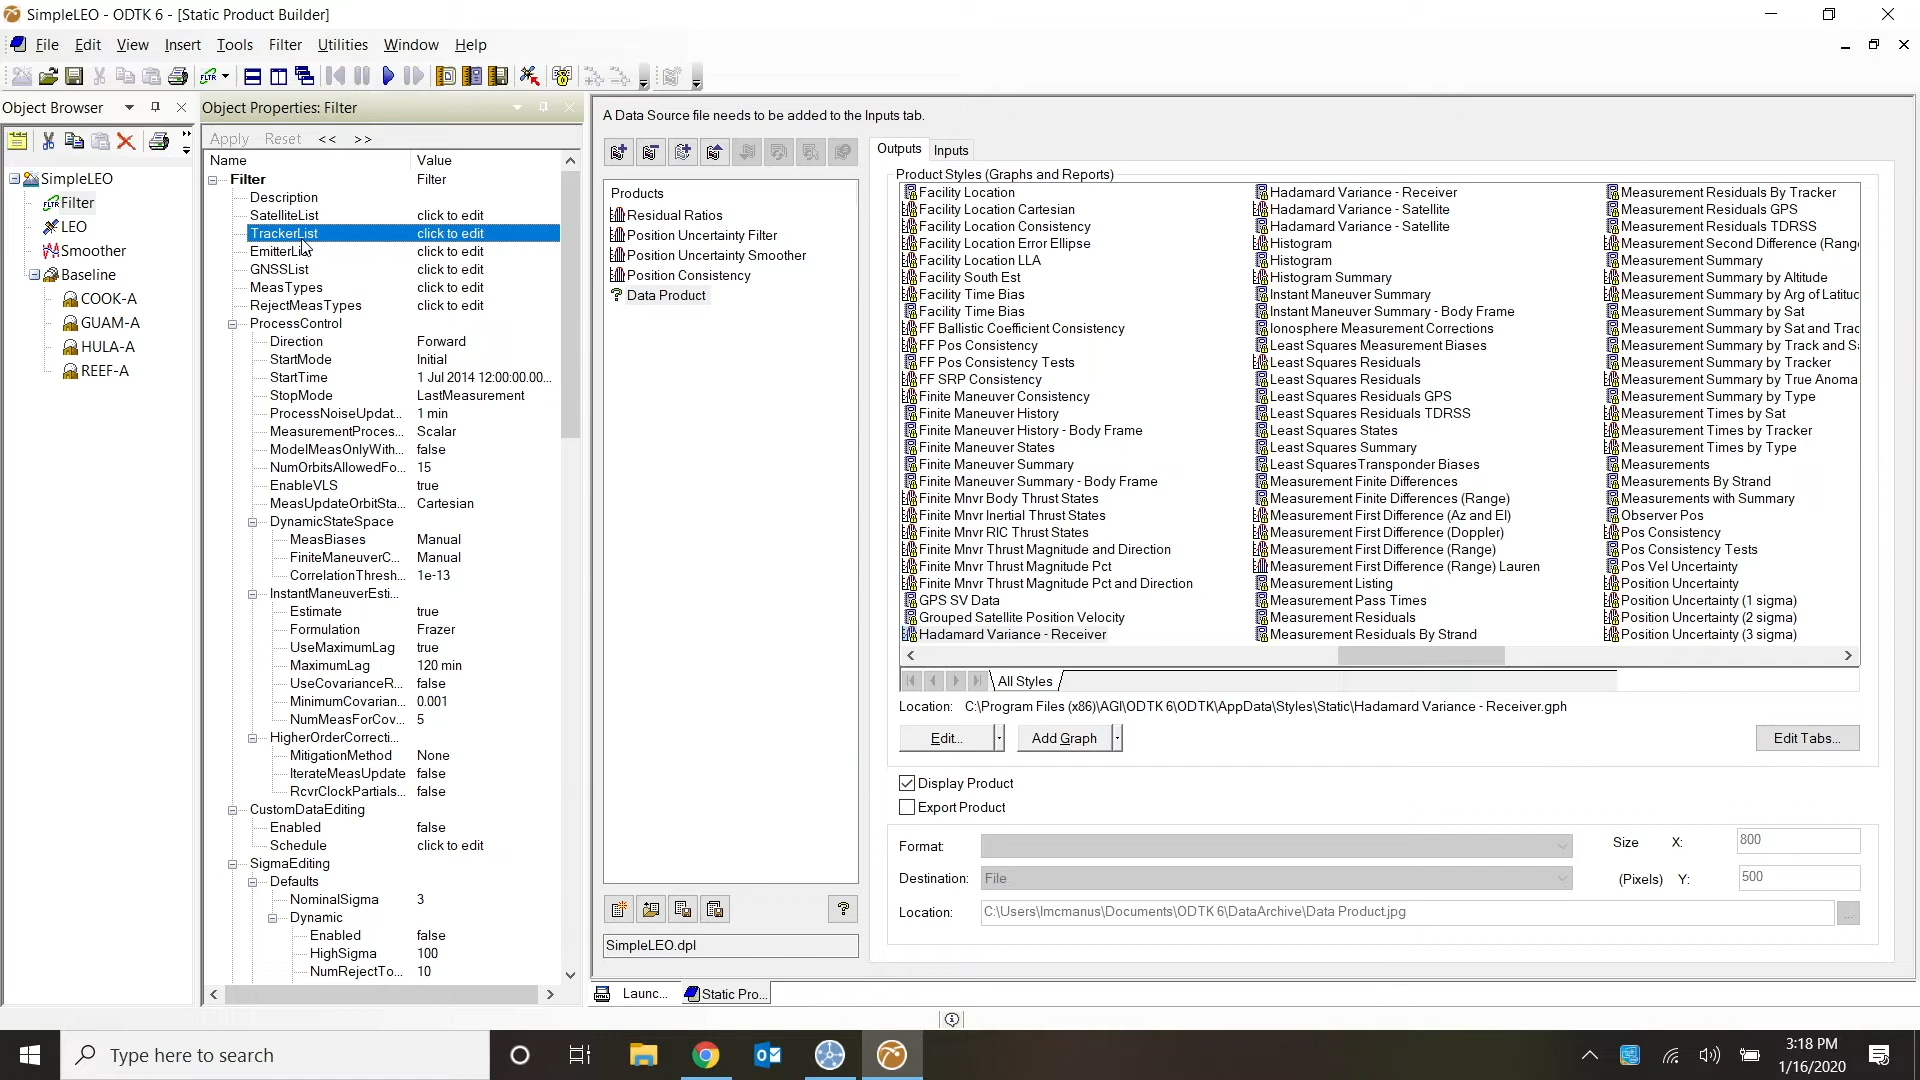 SimpleLEO - ODTK 6 - [Static Product Builder]
File Edit View Insert Tools Filter Utilities Window Help
FLTR
Object Browser
SimpleLEO
Filter
LEO
Smoother
Baseline
COOK-A
GUAM-A
HULA-A
REEF-A
Object Properties: Filter
Apply Reset << >>
Name Value
Filter Filter
Description
SatelliteList click to edit
TrackerList click to edit
EmitterList click to edit
GNSSList click to edit
MeasTypes click to edit
RejectMeasTypes click to edit
ProcessControl
Direction Forward
StartMode Initial
StartTime 1 Jul 2014 12:00:00.00...
StopMode LastMeasurement
ProcessNoiseUpdat... 1 min
MeasurementProces... Scalar
ModelMeasOnlyWith... false
NumOrbitsAllowedFo... 15
EnableVLS true
MeasUpdateOrbitSta... Cartesian
DynamicStateSpace
MeasBiases Manual
FiniteManeuverC... Manual
CorrelationThresh... 1e-13
InstantManeuverEsti...
Estimate true
Formulation Frazer
UseMaximumLag true
MaximumLag 120 min
UseCovarianceR... false
MinimumCovarian... 0.001
NumMeasForCov... 5
HigherOrderCorrecti...
MitigationMethod None
IterateMeasUpdate false
RcvrClockPartials... false
CustomDataEditing
Enabled false
Schedule click to edit
SigmaEditing
Defaults
NominalSigma 3
Dynamic
Enabled false
HighSigma 100
NumRejectTo... 10
A Data Source file needs to be added to the Inputs tab.
Products
Residual Ratios
Position Uncertainty Filter
Position Uncertainty Smoother
Position Consistency
? Data Product
?
SimpleLEO.dpl
Outputs Inputs
Product Styles (Graphs and Reports)
Facility Location
Facility Location Cartesian
Facility Location Consistency
Facility Location Error Ellipse
Facility Location LLA
Facility South Est
Facility Time Bias
Facility Time Bias
FF Ballistic Coefficient Consistency
FF Pos Consistency
FF Pos Consistency Tests
FF SRP Consistency
Finite Maneuver Consistency
Finite Maneuver History
Finite Maneuver History - Body Frame
Finite Maneuver States
Finite Maneuver Summary
Finite Maneuver Summary - Body Frame
Finite Mnvr Body Thrust States
Finite Mnvr Inertial Thrust States
Finite Mnvr RIC Thrust States
Finite Mnvr Thrust Magnitude and Direction
Finite Mnvr Thrust Magnitude Pct
Finite Mnvr Thrust Magnitude Pct and Direction
GPS SV Data
Grouped Satellite Position Velocity
Hadamard Variance - Receiver
Hadamard Variance - Receiver
Hadamard Variance - Satellite
Hadamard Variance - Satellite
Histogram
Histogram
Histogram Summary
Instant Maneuver Summary
Instant Maneuver Summary - Body Frame
Ionosphere Measurement Corrections
Least Squares Measurement Biases
Least Squares Residuals
Least Squares Residuals
Least Squares Residuals GPS
Least Squares Residuals TDRSS
Least Squares States
Least Squares Summary
Least SquaresTransponder Biases
Measurement Finite Differences
Measurement Finite Differences (Range)
Measurement First Difference (Az and El)
Measurement First Difference (Doppler)
Measurement First Difference (Range)
Measurement First Difference (Range) Lauren
Measurement Listing
Measurement Pass Times
Measurement Residuals
Measurement Residuals By Strand
Measurement Residuals By Tracker
Measurement Residuals GPS
Measurement Residuals TDRSS
Measurement Second Difference (Rang
Measurement Summary
Measurement Summary by Altitude
Measurement Summary by Arg of Latituc
Measurement Summary by Sat
Measurement Summary by Sat and Trac
Measurement Summary by Track and S
Measurement Summary by Tracker
Measurement Summary by True Anoma
Measurement Summary by Type
Measurement Times by Sat
Measurement Times by Tracker
Measurement Times by Type
Measurements
Measurements By Strand
Measurements with Summary
Observer Pos
Pos Consistency
Pos Consistency Tests
Pos Vel Uncertainty
Position Uncertainty
Position Uncertainty (1 sigma)
Position Uncertainty (2 sigma)
Position Uncertainty (3 sigma)
All Styles
Location: C:\Program Files (x86)\AGI\ODTK 6\ODTK\AppData\Styles\Static\Hadamard Variance - Receiver.gph
Edit... Add Graph Edit Tabs...
Display Product
Export Product
Format: Size X: 800
Destination: File (Pixels) Y: 500
Location: C:\Users\lmcmanus\Documents\ODTK 6\DataArchive\Data Product.jpg ...
Launc... Static Pro...
Type here to search
3:18 PM
1/16/2020